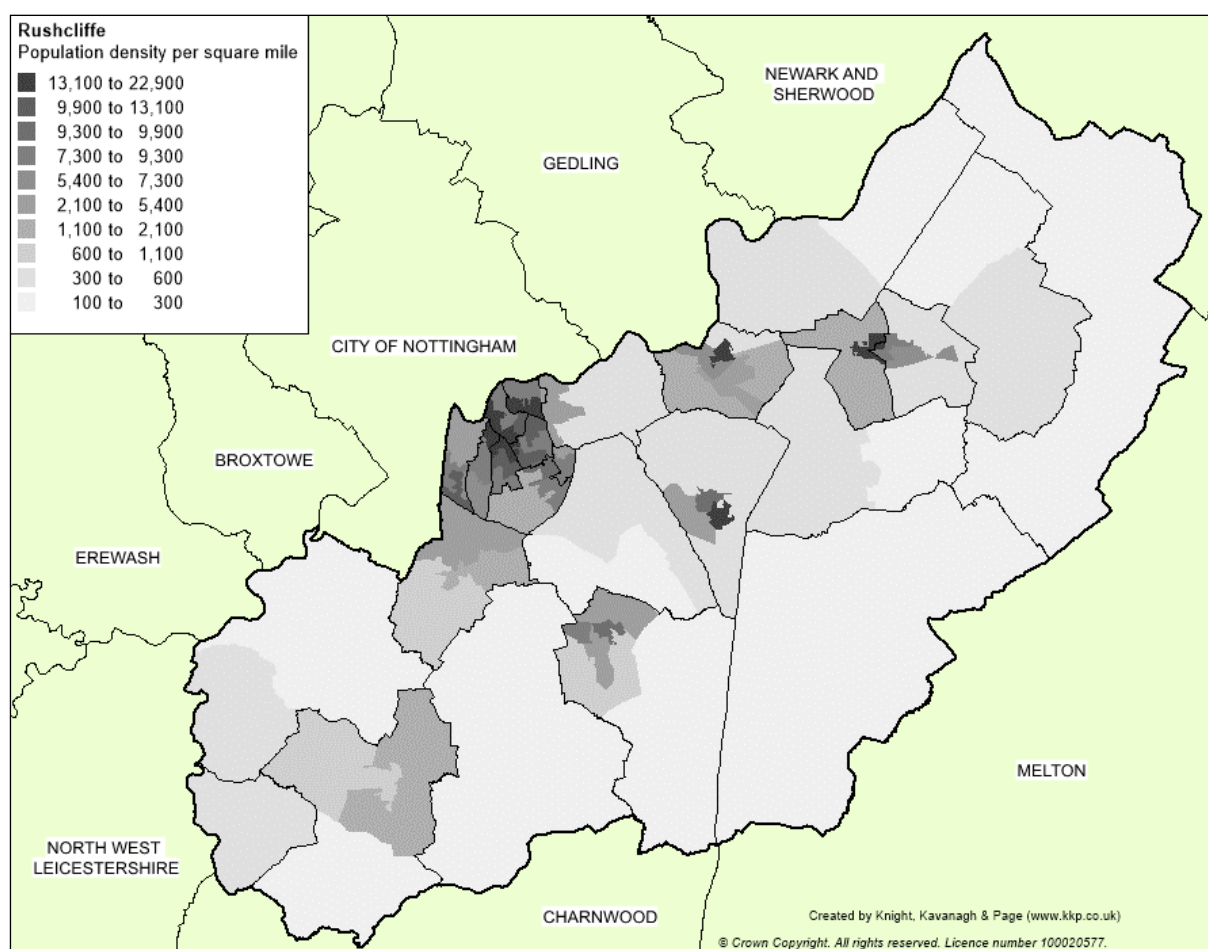 Rushcliffe
Population density per square mile
13,100 to 22,900
9,900 to 13,100
9,300 to 9,900
7,300 to 9,300
5,400 to 7,300
2,100 to 5,400
1,100 to 2,100
600 to 1,100
300 to 600
100 to 300
NEWARK AND
SHERWOOD
GEDLING
CITY OF NOTTINGHAM
BROXTOWE
EREWASH
MELTON
NORTH WEST
LEICESTERSHIRE
CHARNWOOD
Created by Knight, Kavanagh & Page (www.kkp.co.uk)
© Crown Copyright. All rights reserved. Licence number 100020577.